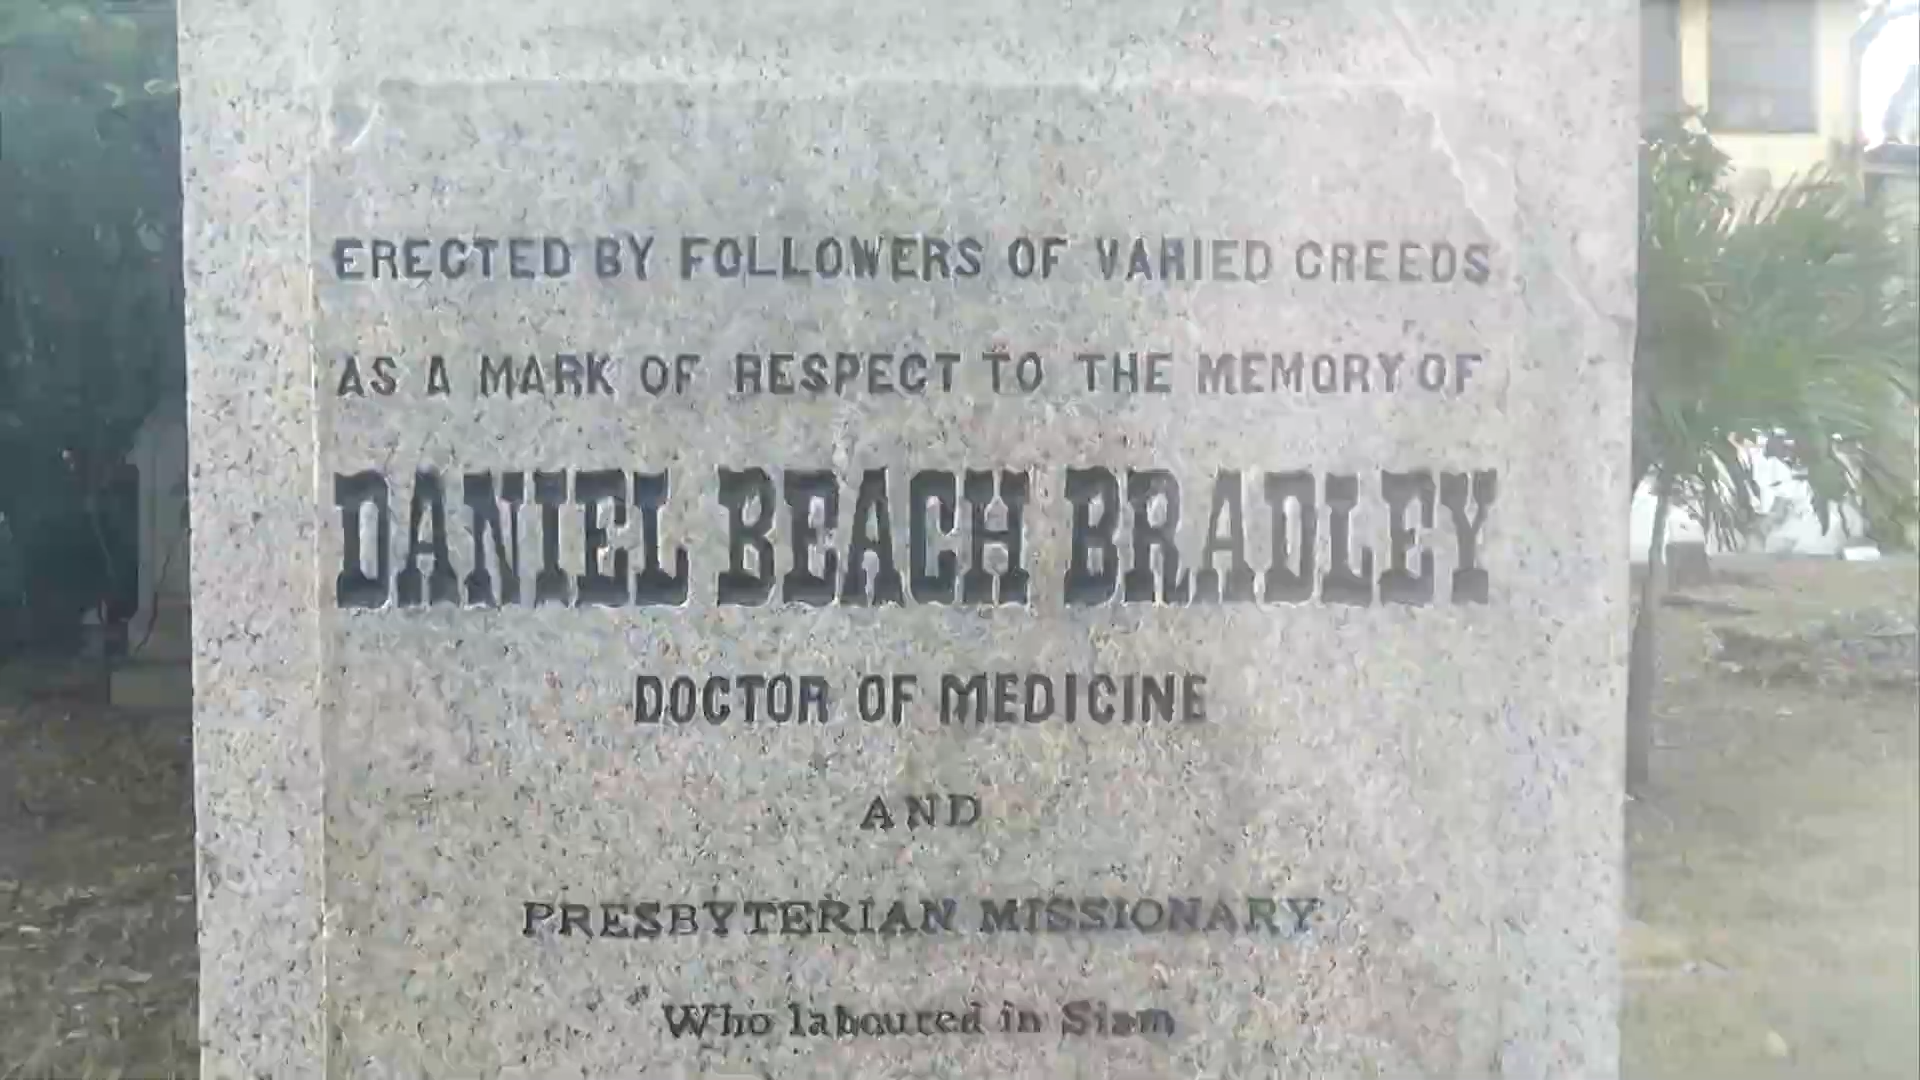 ERECTED BY FOLLOWERS OF VARIED CREEDS
AS A MARK OF RESPECT TO THE MEMORY OF
DANIEL BEACH BRADLEY
DOCTOR OF MEDICINE
AND
PRESBYTERIAN MISSIONARY
Who laboured in Siam